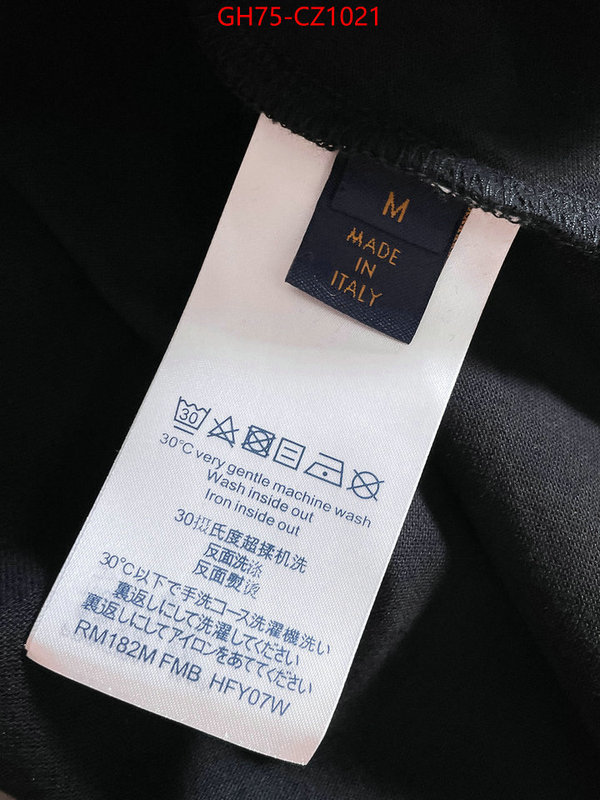 GH75-CZ1021
M
MADE
IN
ITALY
30
30°C very gentle machine wash
Wash inside out
Iron inside out
30摄氏度超揉机洗
反面洗涤
反面熨烫
30℃以下で手洗コース洗濯機洗い
裏返しにして洗濯してください
裏返しにしてアイロンをあててください
RM182M FMB HFY07W